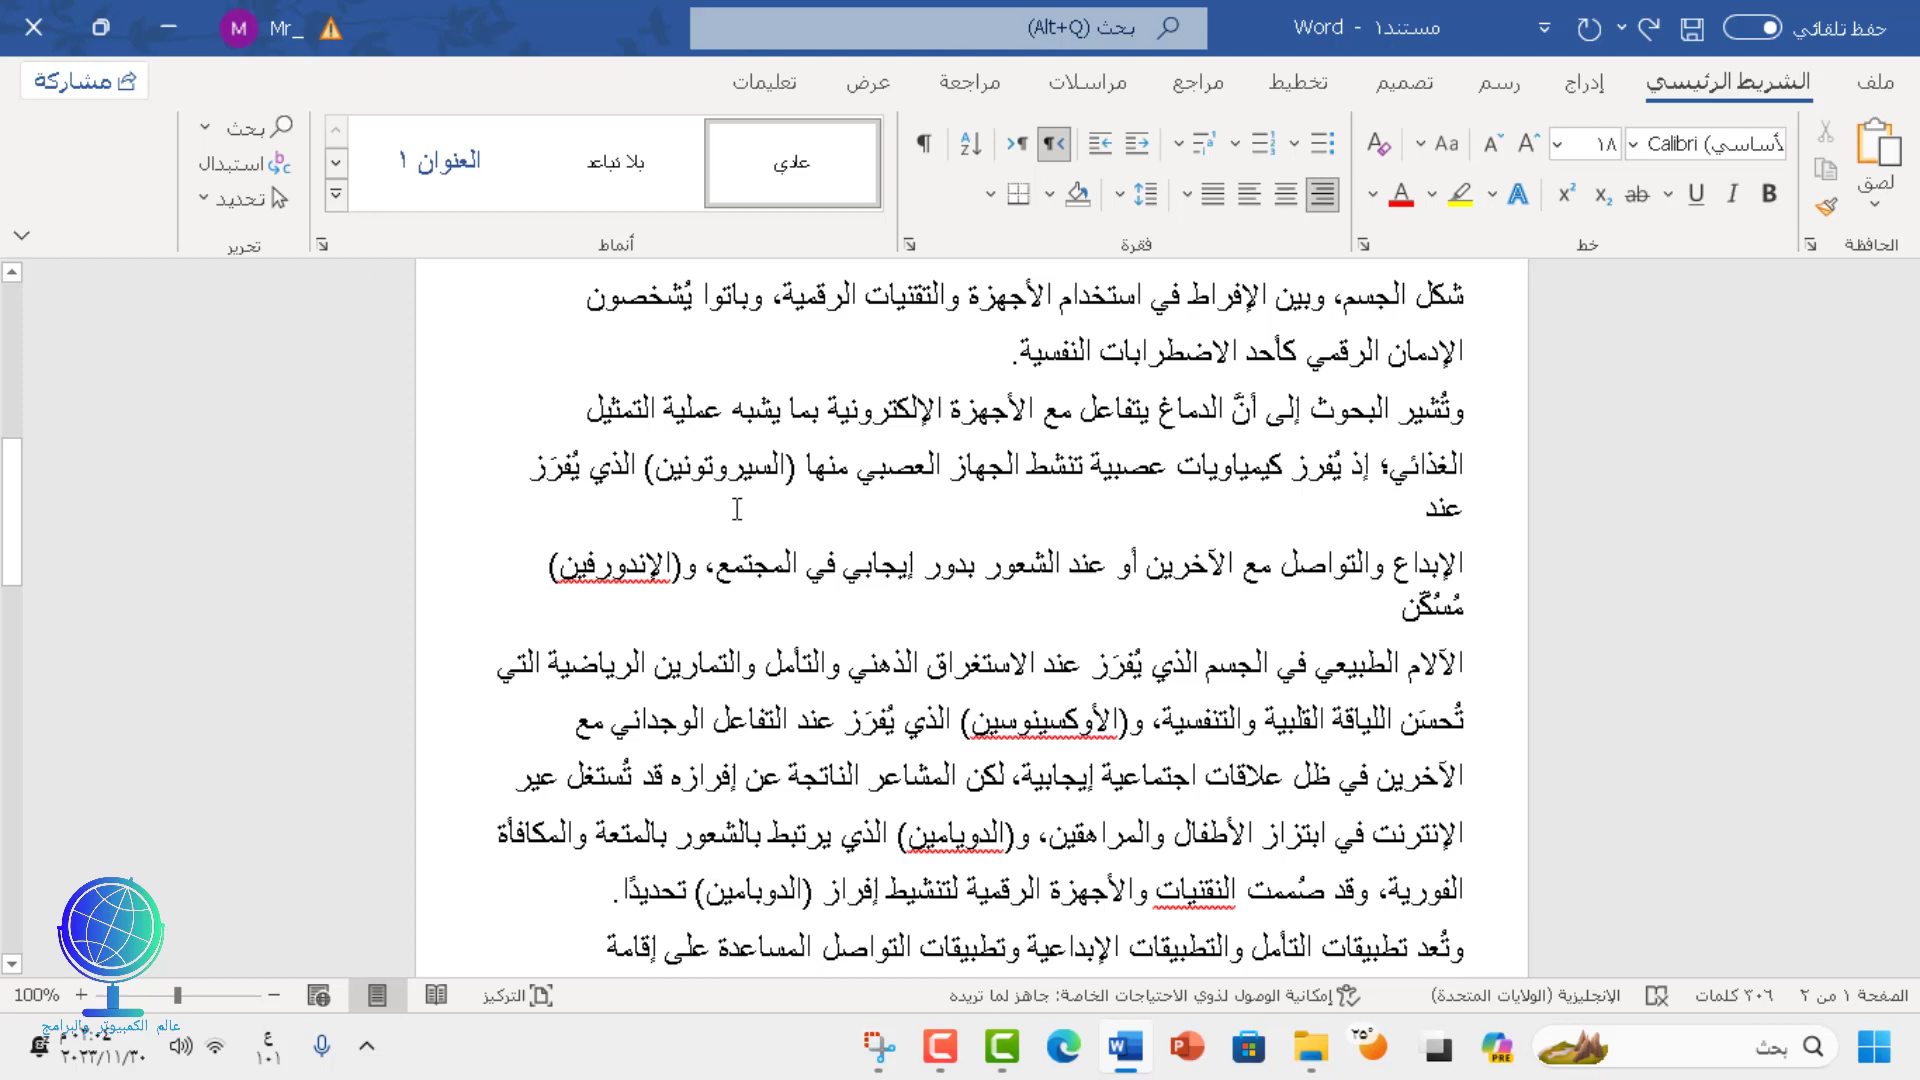 حفظ تلقائي
مستند١ - Word
بحث (Alt+Q)
Mr_
M
ملف
الشريط الرئيسي
إدراج
رسم
تصميم
تخطيط
مراجع
مراسلات
مراجعة
عرض
تعليمات
مشاركة
لصق
الحافظة
Calibri (أساسي)
١٨
خط
فقرة
عادي
بلا تباعد
العنوان ١
أنماط
بحث
استبدال
تحديد
تحرير
شكل الجسم، وبين الإفراط في استخدام الأجهزة والتقنيات الرقمية، وباتوا يُشخصون
الإدمان الرقمي كأحد الاضطرابات النفسية.
وتُشير البحوث إلى أنَّ الدماغ يتفاعل مع الأجهزة الإلكترونية بما يشبه عملية التمثيل
الغذائي؛ إذ يُفرز كيمياويات عصبية تنشط الجهاز العصبي منها (السيروتونين) الذي يُفرَز
عند
الإبداع والتواصل مع الآخرين أو عند الشعور بدور إيجابي في المجتمع، و(الإندورفين)
مُسُكّن
الآلام الطبيعي في الجسم الذي يُفرَز عند الاستغراق الذهني والتأمل والتمارين الرياضية التي
تُحسَن اللياقة القلبية والتنفسية، و(الأوكسينوسين) الذي يُفرَز عند التفاعل الوجداني مع
الآخرين في ظل علاقات اجتماعية إيجابية، لكن المشاعر الناتجة عن إفرازه قد تُستغل عير
الإنترنت في ابتزاز الأطفال والمراهقين، و(الدويامين) الذي يرتبط بالشعور بالمتعة والمكافأة
الفورية، وقد صُممت النقنيات والأجهزة الرقمية لتنشيط إفراز (الدوبامين) تحديدًا.
وتُعد تطبيقات التأمل والتطبيقات الإبداعية وتطبيقات التواصل المساعدة على إقامة
الصفحة ١ من ٢
٢٠٦ كلمات
الإنجليزية (الولايات المتحدة)
إمكانية الوصول لذوي الاحتياجات الخاصة: جاهز لما تريده
التركيز
100%
عالم الكمبيوتر والبرامج
بحث
PRE
٢٥°
ع
١٠١
٠٣:٠٤ م
٢٠٢٣/١١/٣٠